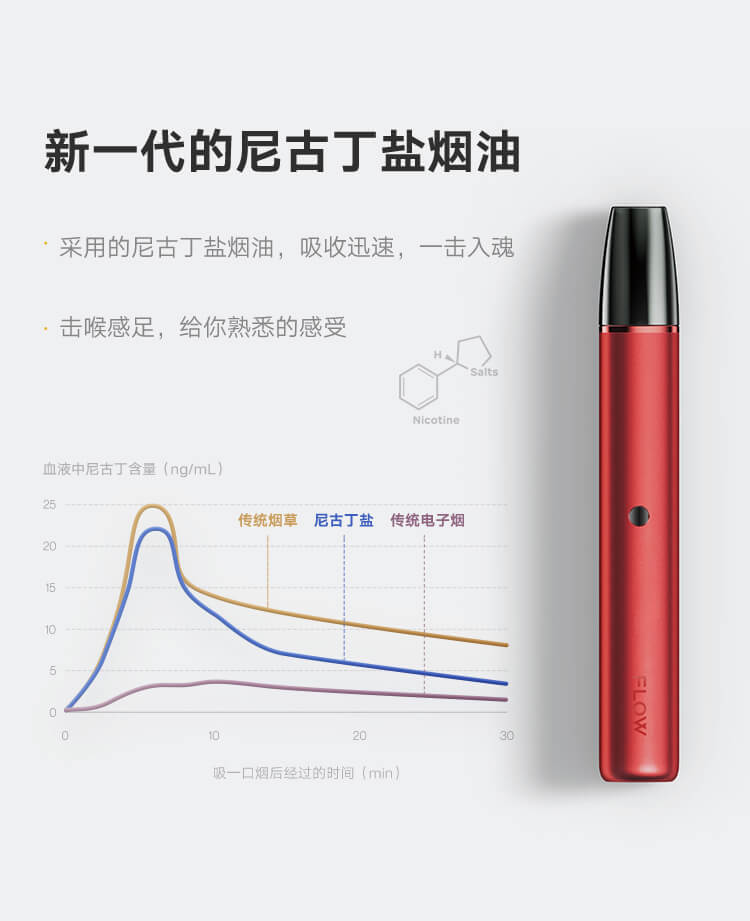 新一代的尼古丁盐烟油
· 采用的尼古丁盐烟油，吸收迅速，一击入魂
· 击喉感足，给你熟悉的感受
H
Salts
Nicotine
血液中尼古丁含量（ng/mL）
25
传统烟草 尼古丁盐 传统电子烟
20
15
10
5
0
0 10 20 30
吸一口烟后经过的时间（min）
FLOW